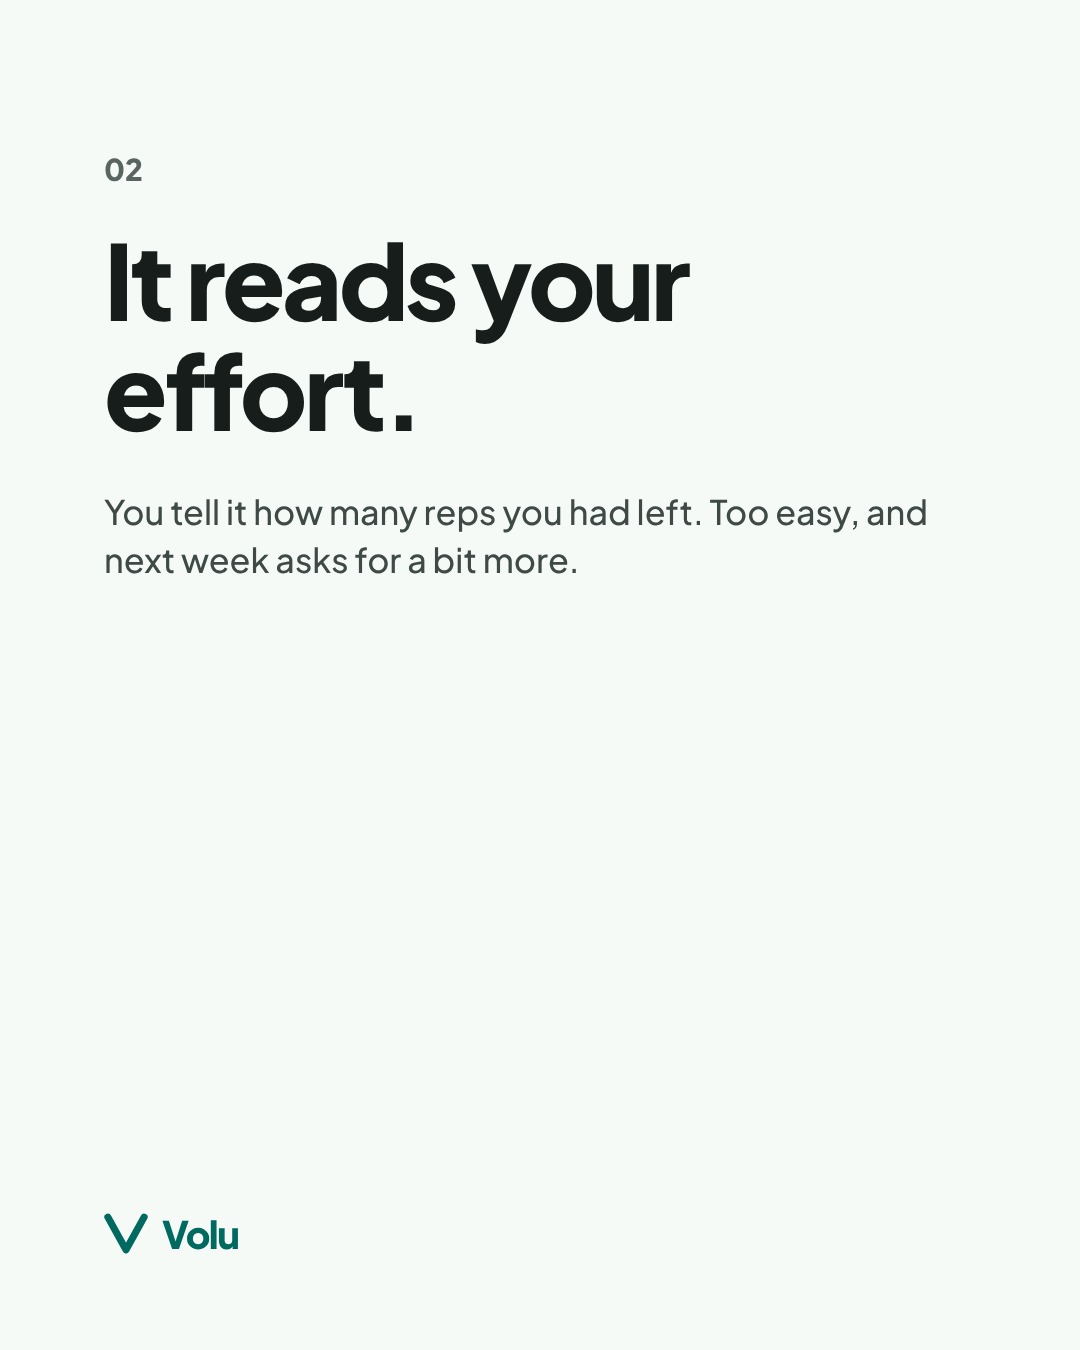 02
It reads your
effort.
You tell it how many reps you had left. Too easy, and
next week asks for a bit more.
Volu